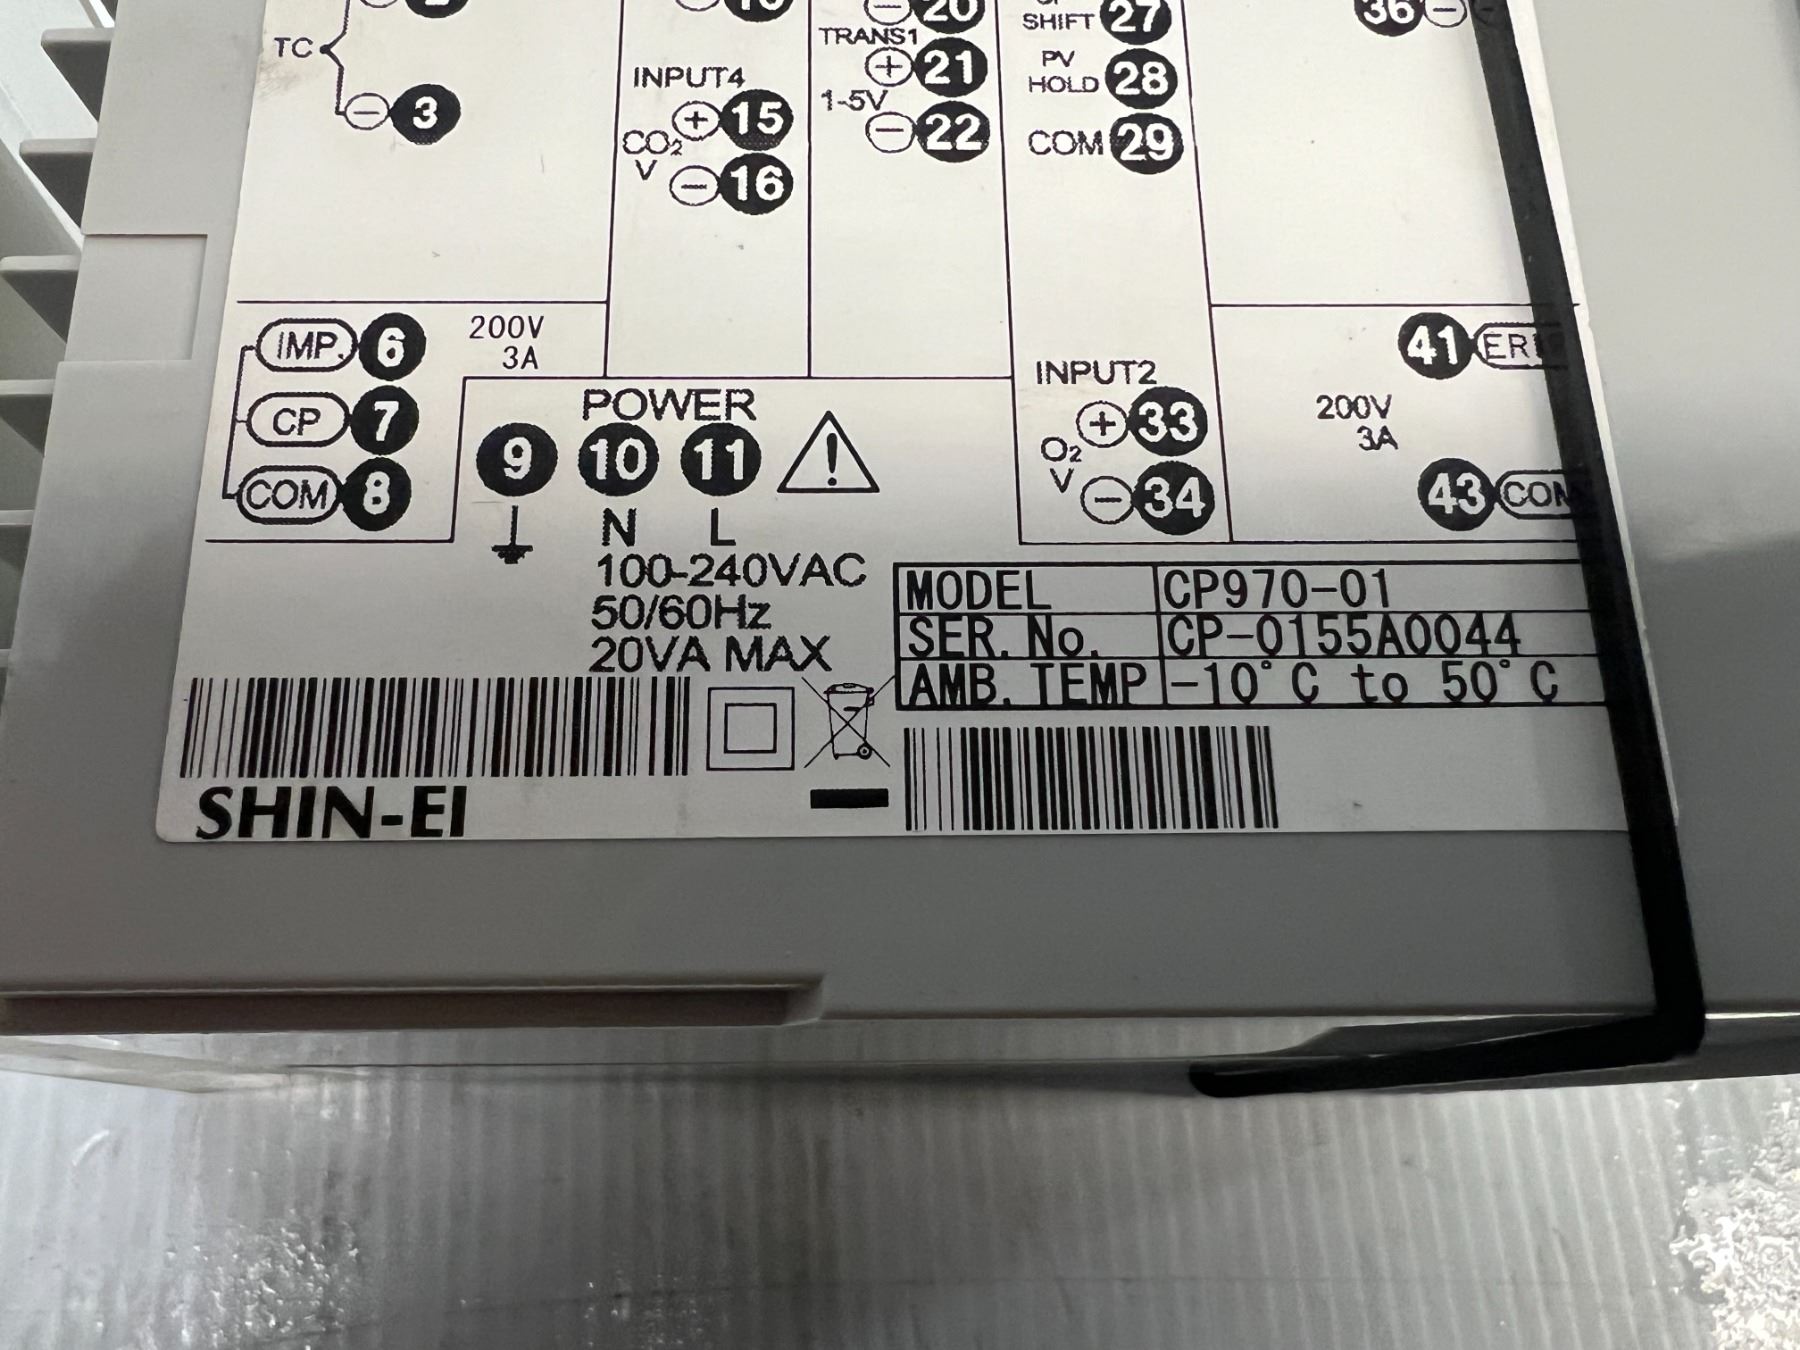 TC
⊖ 3
INPUT4
CO₂ ⊕ 15
V ⊖ 16
⊖ 20
TRANS1
⊕ 21
1-5V
⊖ 22
SHIFT 27
PV
HOLD 28
COM 29
36 ⊖
IMP. 6
CP 7
COM 8
200V
3A
POWER
9 10 11
N L
100-240VAC
50/60Hz
20VA MAX
INPUT2
O₂ ⊕ 33
V ⊖ 34
41
200V
3A
43 COM
MODEL CP970-01
SER. No. CP-0155A0044
AMB. TEMP -10°C to 50°C
SHIN-EI